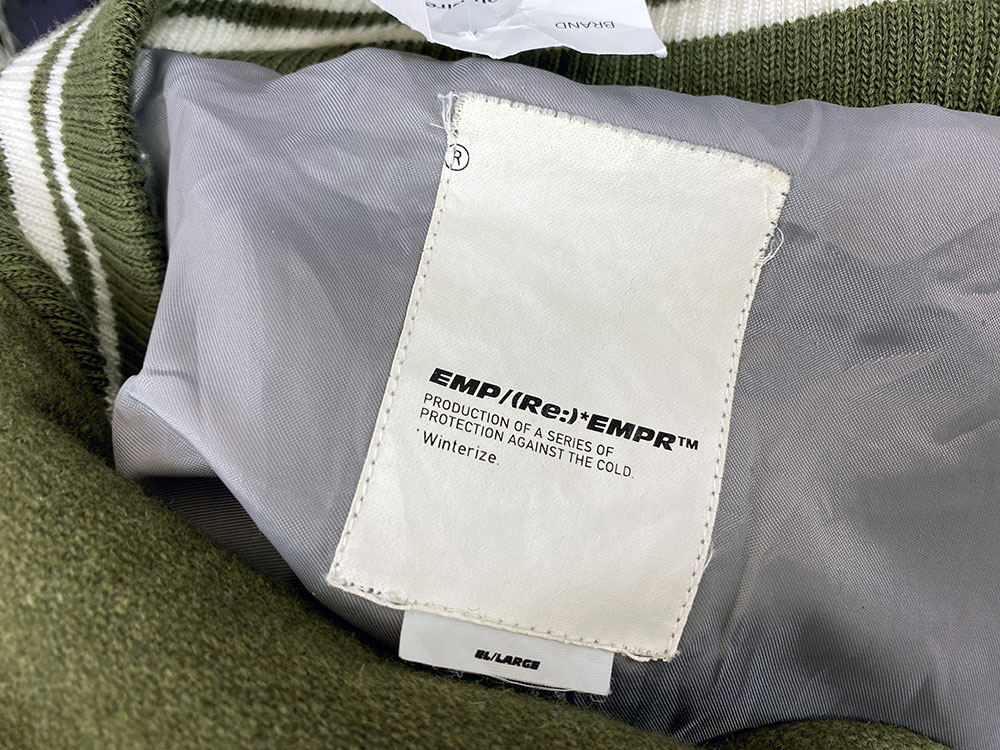 BRAND
®
EMP/(Re:)*EMPR™
PRODUCTION OF A SERIES OF
PROTECTION AGAINST THE COLD.
*Winterize.
EL/LARGE